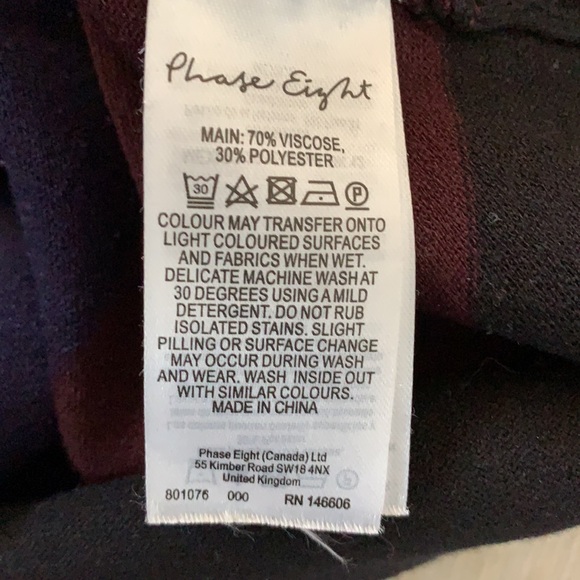 Phase Eight
MAIN: 70% VISCOSE,
30% POLYESTER
30 P
COLOUR MAY TRANSFER ONTO
LIGHT COLOURED SURFACES
AND FABRICS WHEN WET.
DELICATE MACHINE WASH AT
30 DEGREES USING A MILD
DETERGENT. DO NOT RUB
ISOLATED STAINS. SLIGHT
PILLING OR SURFACE CHANGE
MAY OCCUR DURING WASH
AND WEAR. WASH INSIDE OUT
WITH SIMILAR COLOURS.
MADE IN CHINA
Phase Eight (Canada) Ltd
55 Kimber Road SW18 4NX
United Kingdom
801076 000 RN 146606